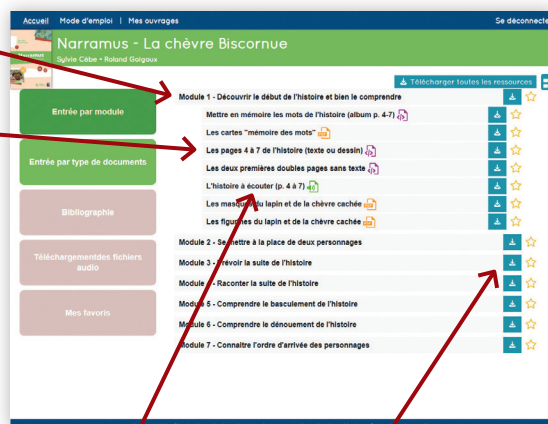 Accueil | Mode d'emploi | Mes ouvrages
Se déconnecte
Narramus - La chèvre Biscornue
Sylvie Cèbe • Roland Goigoux
Télécharger toutes les ressources
Entrée par module
Entrée par type de documents
Bibliographie
Téléchargementdes fichiers
audio
Mes favoris
Module 1 - Découvrir le début de l'histoire et bien le comprendre
Mettre en mémoire les mots de l'histoire (album p. 4-7)
Les cartes "mémoire des mots"
Les pages 4 à 7 de l'histoire (texte ou dessin)
Les deux premières doubles pages sans texte
L'histoire à écouter (p. 4 à 7)
Les masques du lapin et de la chèvre cachée
Les figurines du lapin et de la chèvre cachée
Module 2 - Se mettre à la place de deux personnages
Module 3 - Prévoir la suite de l'histoire
Module 4 - Raconter la suite de l'histoire
Module 5 - Comprendre le basculement de l'histoire
Module 6 - Comprendre le dénouement de l'histoire
Module 7 - Connaitre l'ordre d'arrivée des personnages